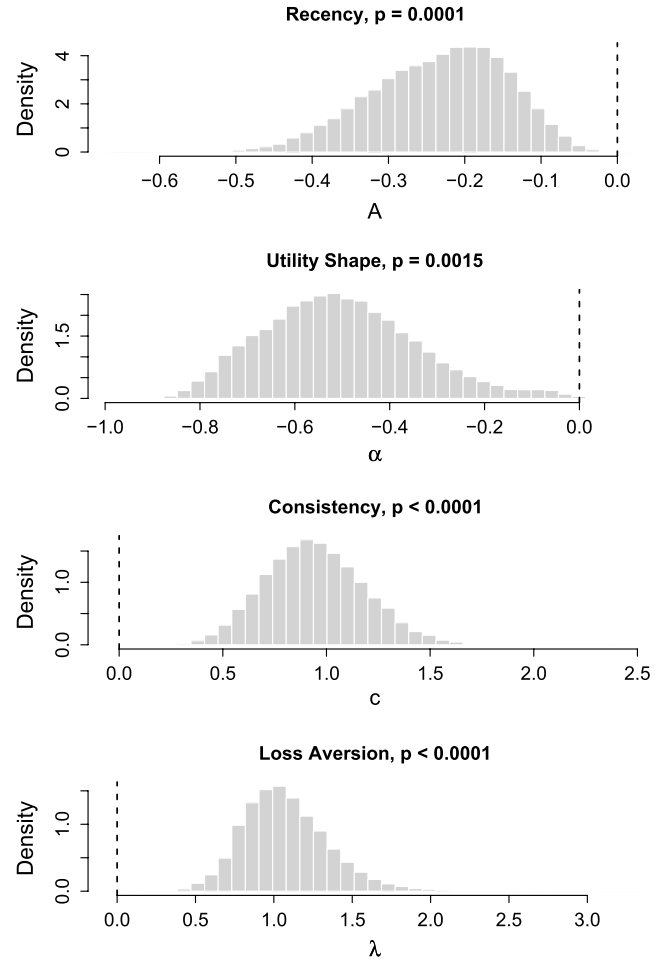 Recency, p = 0.0001
Density
4
2
0
−0.6 −0.5 −0.4 −0.3 −0.2 −0.1 0.0
A
Utility Shape, p = 0.0015
Density
1.5
0.0
−1.0 −0.8 −0.6 −0.4 −0.2 0.0
α
Consistency, p < 0.0001
Density
1.0
0.0
0.0 0.5 1.0 1.5 2.0 2.5
c
Loss Aversion, p < 0.0001
Density
1.0
0.0
0.0 0.5 1.0 1.5 2.0 2.5 3.0
λ